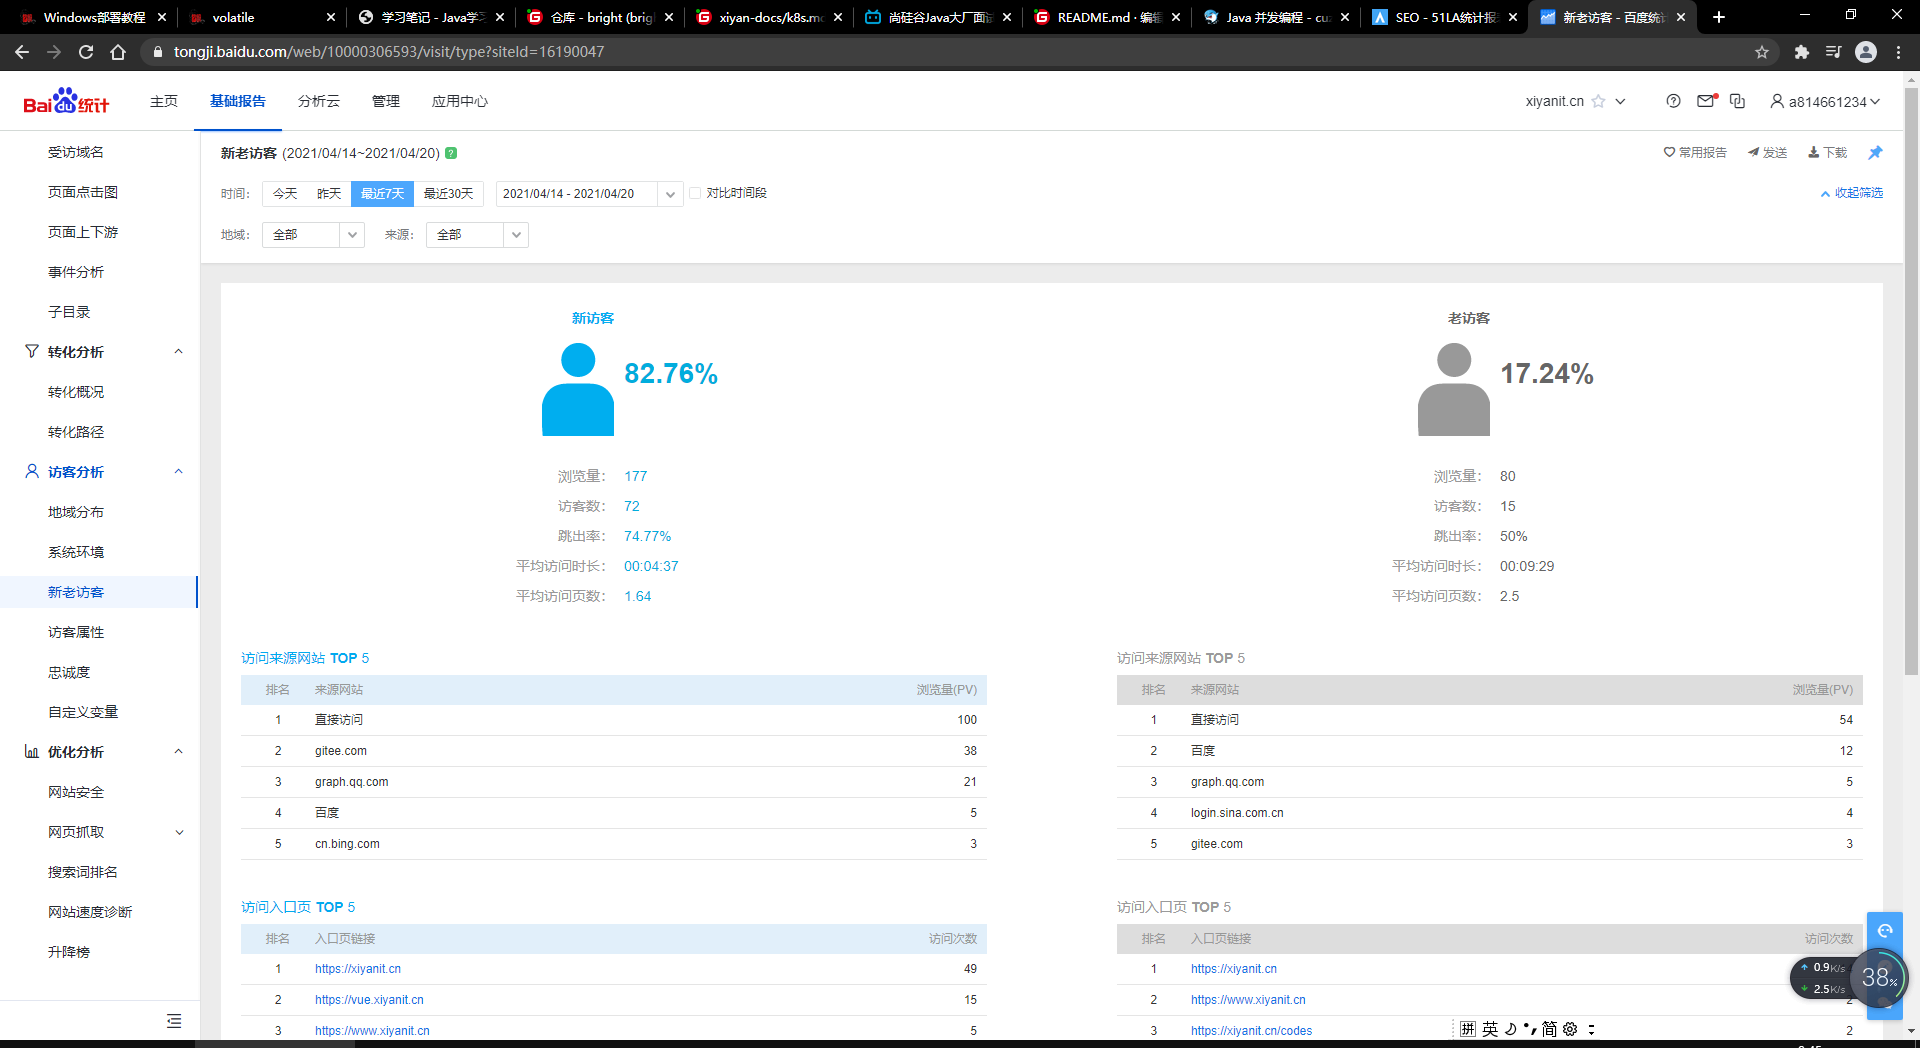 Windows部署教程
volatile
学习笔记 - Java学习
仓库 - bright (brig
xiyan-docs/k8s.m
尚硅谷Java大厂面试
README.md · 编辑
Java 并发编程 - cu
SEO - 51LA统计报
新老访客 - 百度统计
tongji.baidu.com/web/10000306593/visit/type?siteId=16190047
Bai du 统计
主页 基础报告 分析云 管理 应用中心
xiyanit.cn
a814661234
受访域名
页面点击图
页面上下游
事件分析
子目录
转化分析
转化概况
转化路径
访客分析
地域分布
系统环境
新老访客
访客属性
忠诚度
自定义变量
优化分析
网站安全
网页抓取
搜索词排名
网站速度诊断
升降榜
新老访客 (2021/04/14~2021/04/20) ?
常用报告 发送 下载
时间: 今天 昨天 最近7天 最近30天 2021/04/14 - 2021/04/20 对比时间段
收起筛选
地域: 全部 来源: 全部
新访客
82.76%
浏览量: 177
访客数: 72
跳出率: 74.77%
平均访问时长: 00:04:37
平均访问页数: 1.64
老访客
17.24%
浏览量: 80
访客数: 15
跳出率: 50%
平均访问时长: 00:09:29
平均访问页数: 2.5
访问来源网站 TOP 5
排名 来源网站 浏览量(PV)
1 直接访问 100
2 gitee.com 38
3 graph.qq.com 21
4 百度 5
5 cn.bing.com 3
访问来源网站 TOP 5
排名 来源网站 浏览量(PV)
1 直接访问 54
2 百度 12
3 graph.qq.com 5
4 login.sina.com.cn 4
5 gitee.com 3
访问入口页 TOP 5
排名 入口页链接 访问次数
1 https://xiyanit.cn 49
2 https://vue.xiyanit.cn 15
3 https://www.xiyanit.cn 5
访问入口页 TOP 5
排名 入口页链接 访问次数
1 https://xiyanit.cn
2 https://www.xiyanit.cn 2
3 https://xiyanit.cn/codes 2
0.9K/s
2.5K/s
38%
拼 英 简